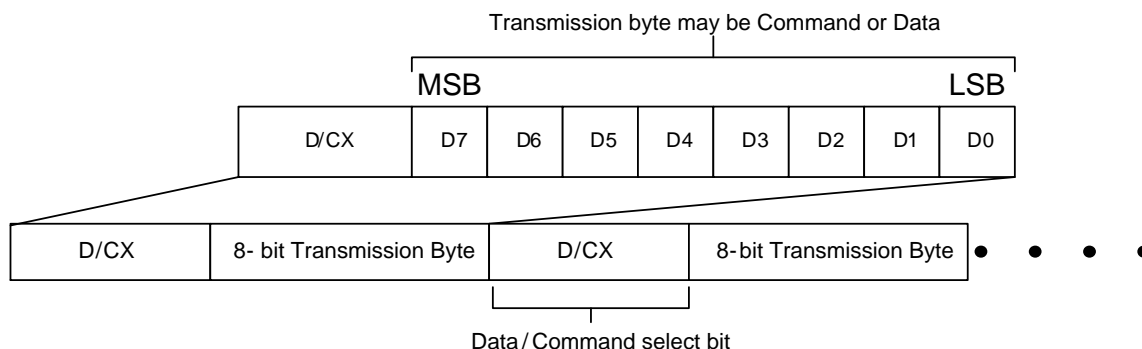 Transmission byte may be Command or Data
MSB LSB
D/CX D7 D6 D5 D4 D3 D2 D1 D0
D/CX 8- bit Transmission Byte D/CX 8-bit Transmission Byte
Data/Command select bit